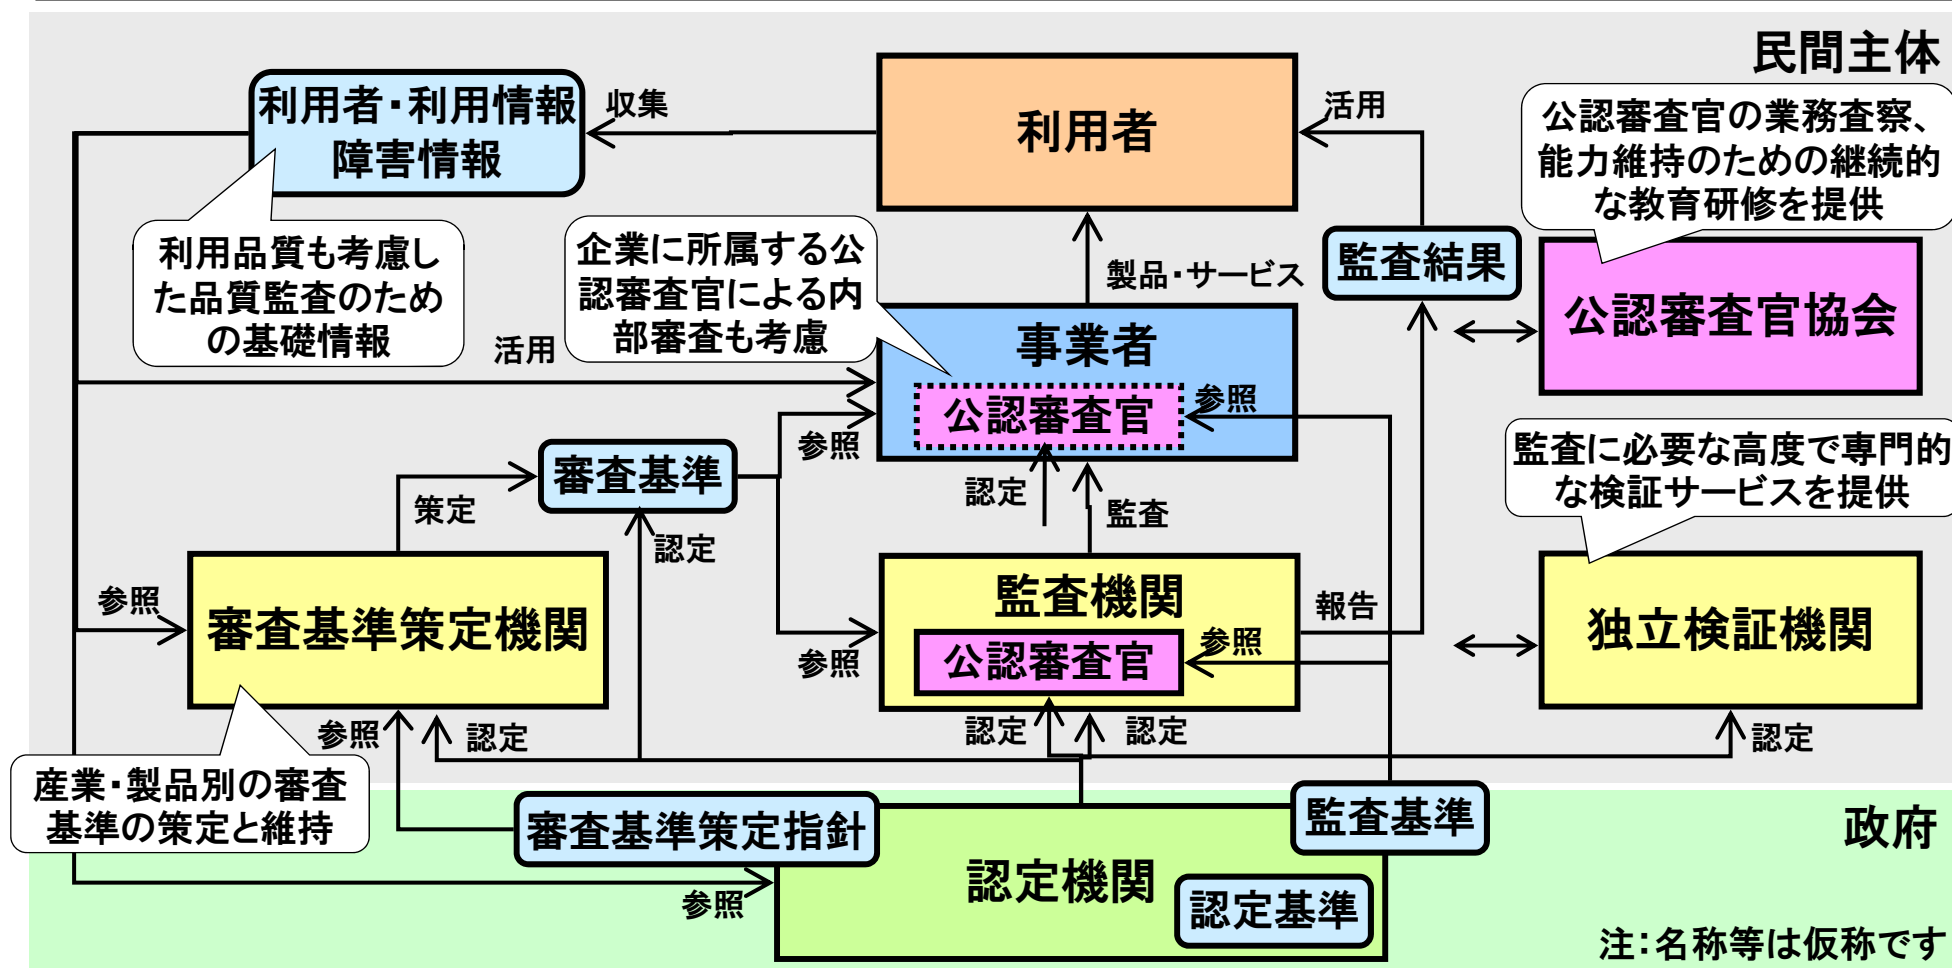 民間主体
利用者・利用情報
障害情報
収集
利用者
活用
公認審査官の業務査察、
能力維持のための継続的
な教育研修を提供
利用品質も考慮し
た品質監査のため
の基礎情報
企業に所属する公
認審査官による内
部審査も考慮
製品・サービス
監査結果
公認審査官協会
活用
事業者
公認審査官
参照
参照
審査基準
策定
認定
認定
監査
監査に必要な高度で専門的
な検証サービスを提供
参照
審査基準策定機関
監査機関
公認審査官
参照
参照
報告
独立検証機関
参照
認定
認定
認定
認定
産業・製品別の審査
基準の策定と維持
審査基準策定指針
監査基準
政府
認定機関
認定基準
参照
注：名称等は仮称です